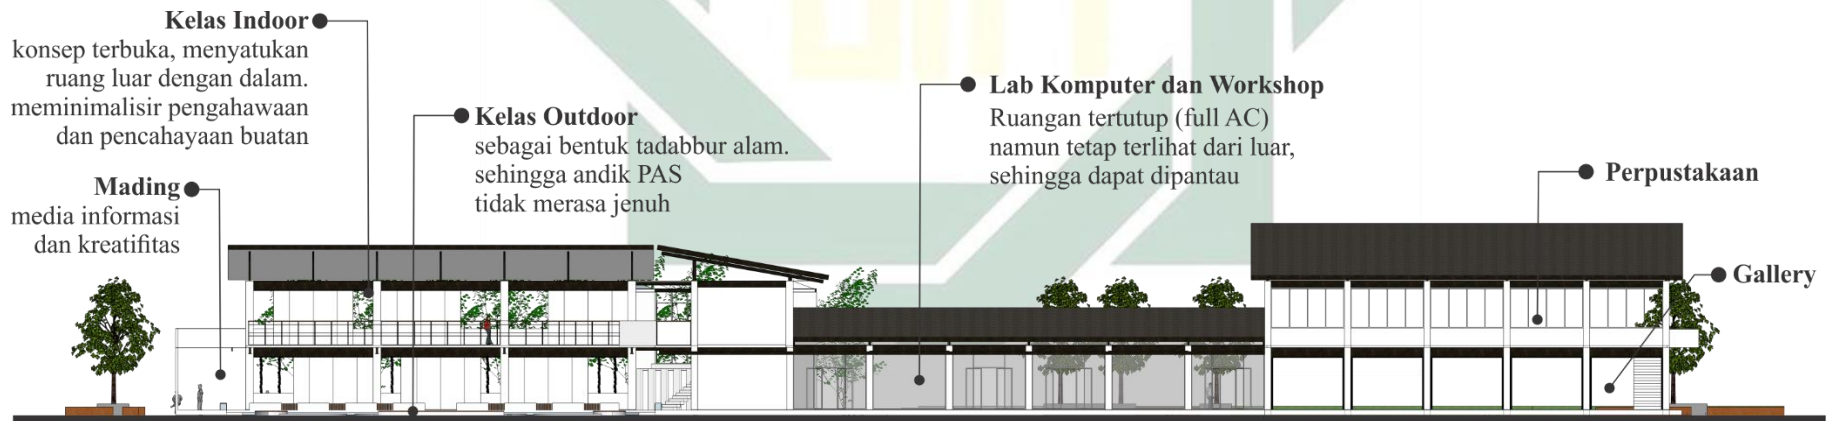 Kelas Indoor
konsep terbuka, menyatukan
ruang luar dengan dalam.
meminimalisir pengahawaan
dan pencahayaan buatan
Mading
media informasi
dan kreatifitas
Kelas Outdoor
sebagai bentuk tadabbur alam.
sehingga andik PAS
tidak merasa jenuh
Lab Komputer dan Workshop
Ruangan tertutup (full AC)
namun tetap terlihat dari luar,
sehingga dapat dipantau
Perpustakaan
Gallery